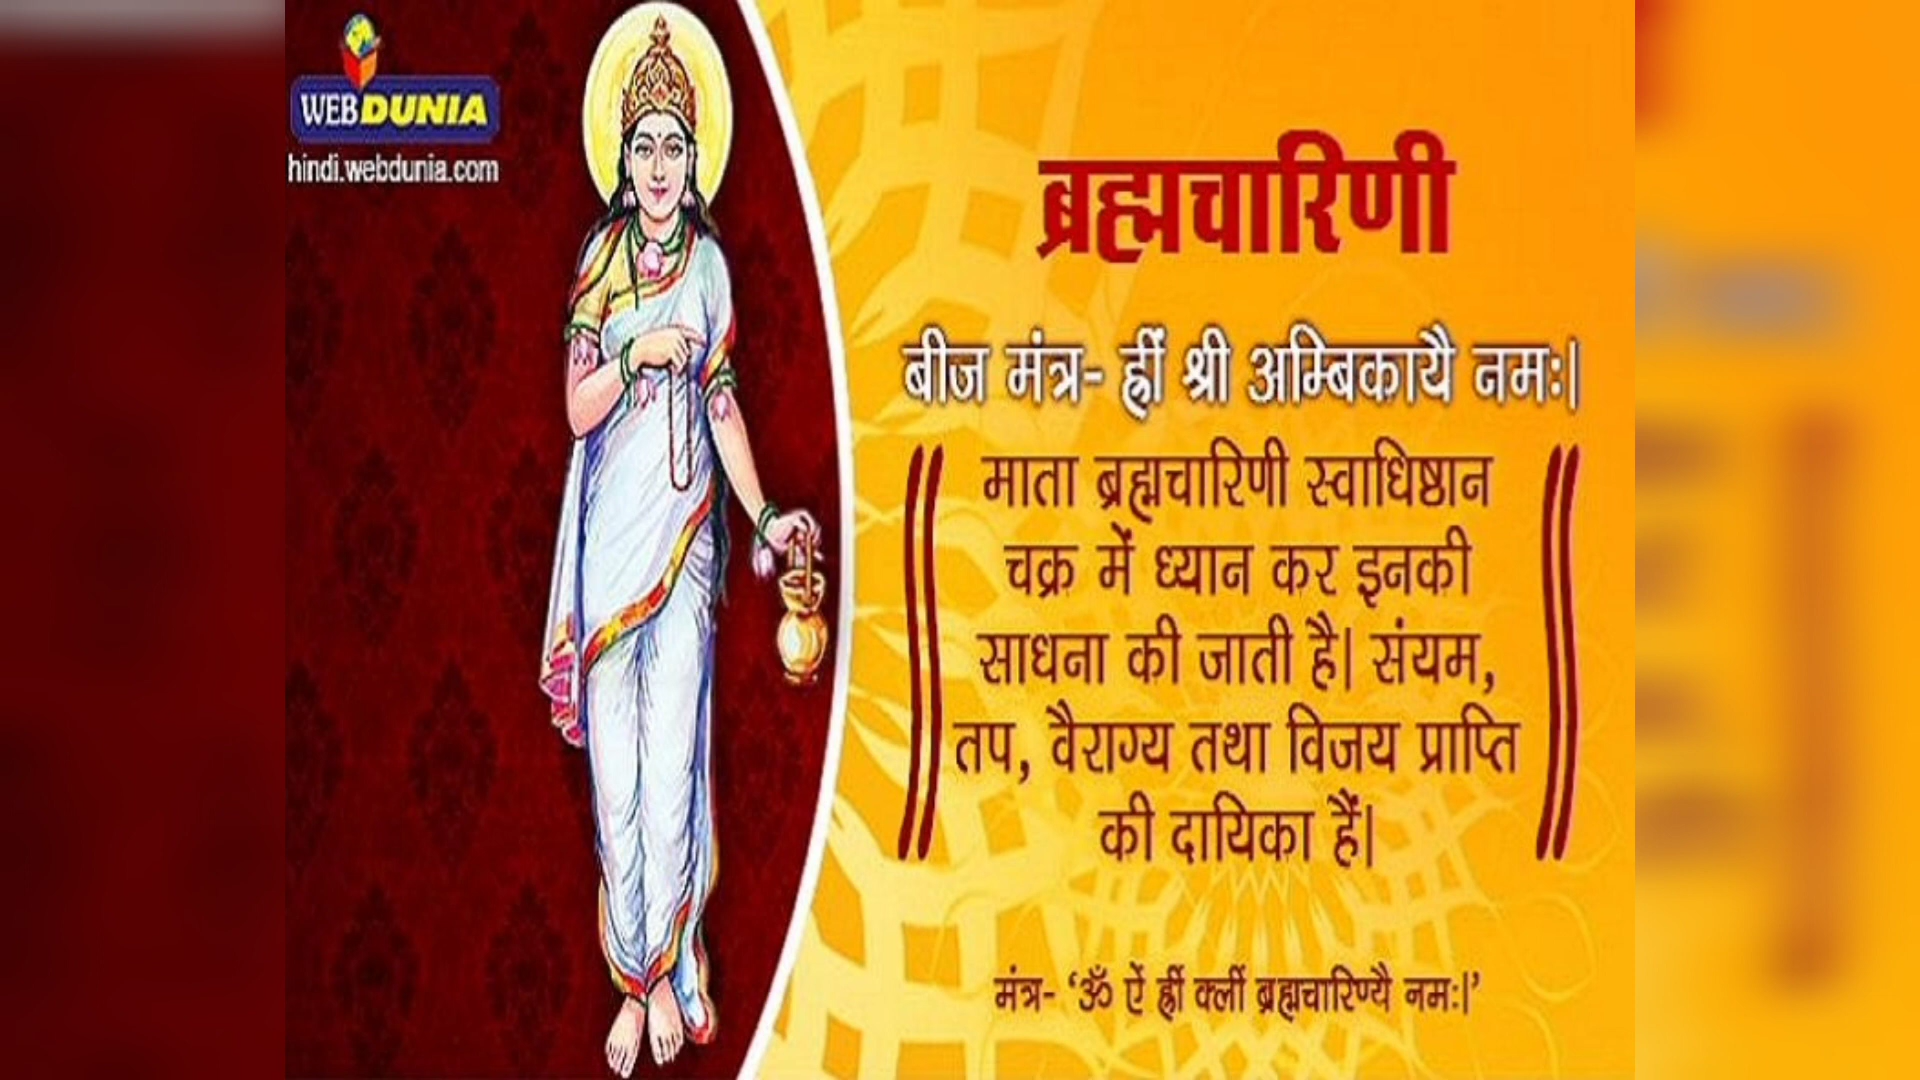 WEBDUNIA
hindi.webdunia.com
ब्रह्मचारिणी
बीज मंत्र- ह्रीं श्री अम्बिकायै नमः।
माता ब्रह्मचारिणी स्वाधिष्ठान
चक्र में ध्यान कर इनकी
साधना की जाती है। संयम,
तप, वैराग्य तथा विजय प्राप्ति
की दायिका हैं।
मंत्र- ‘ॐ ऐं ह्रीं क्लीं ब्रह्मचारिण्यै नमः।’